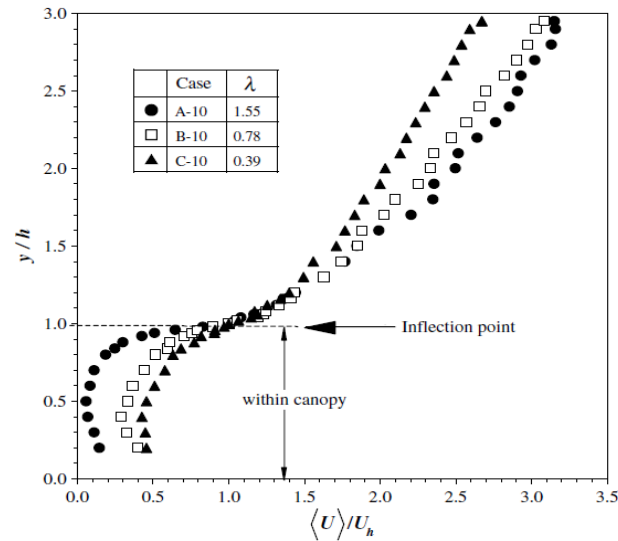 3.0
2.5
2.0
1.5
1.0
0.5
0.0
y / h
Case λ
A-10 1.55
B-10 0.78
C-10 0.39
Inflection point
within canopy
0.0 0.5 1.0 1.5 2.0 2.5 3.0 3.5
⟨U⟩/U_h